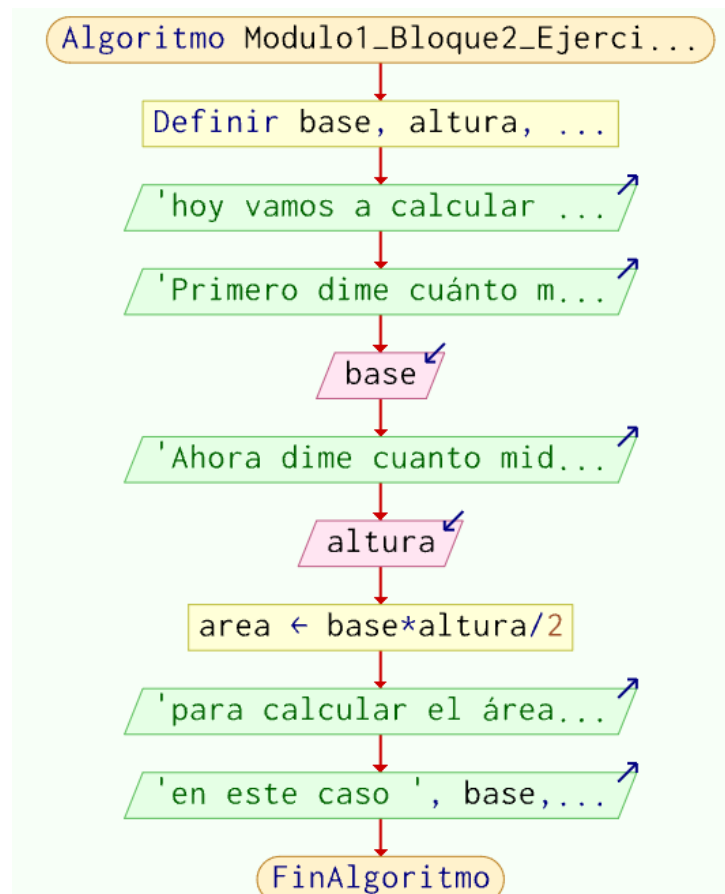 Algoritmo Modulo1_Bloque2_Ejerci...
Definir base, altura, ...
'hoy vamos a calcular ...
'Primero dime cuánto m...
base
'Ahora dime cuanto mid...
altura
area ← base*altura/2
'para calcular el área...
'en este caso ', base,...
FinAlgoritmo